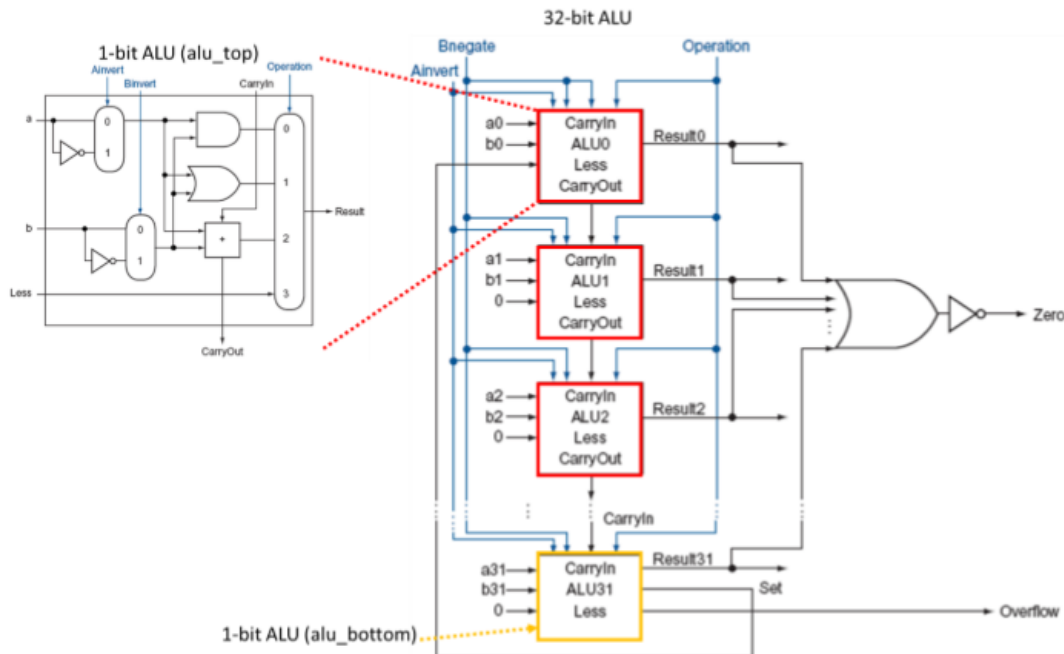 32-bit ALU
1-bit ALU (alu_top)
Ainvert
Binvert
CarryIn
Operation
a
0
1
b
0
1
+
0
1
2
3
Result
Less
CarryOut
Bnegate
Ainvert
Operation
a0
b0
CarryIn
ALU0
Less
CarryOut
Result0
a1
b1
0
CarryIn
ALU1
Less
CarryOut
Result1
a2
b2
0
CarryIn
ALU2
Less
CarryOut
Result2
Zero
CarryIn
a31
b31
0
CarryIn
ALU31
Less
Result31
Set
Overflow
1-bit ALU (alu_bottom)